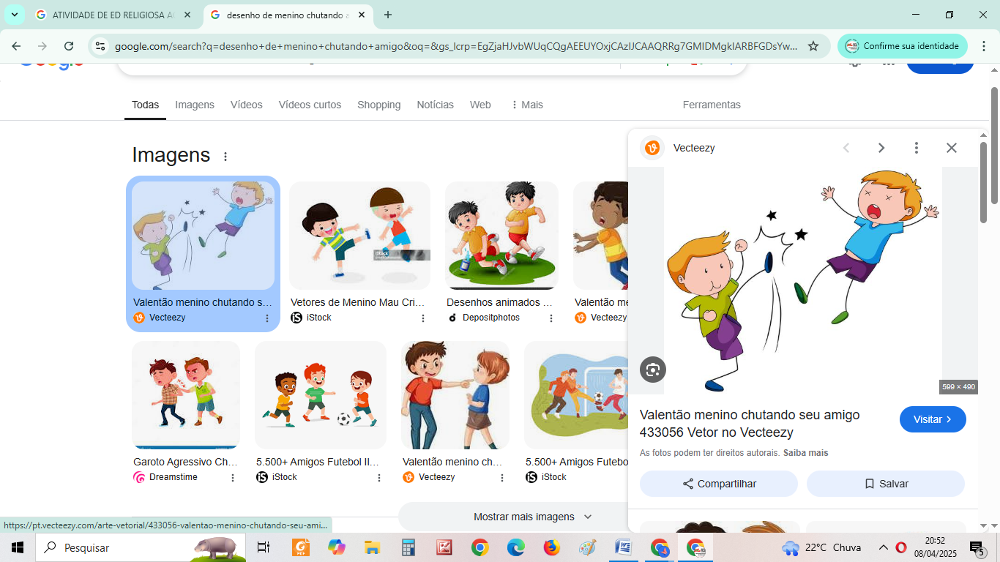 ATIVIDADE DE ED RELIGIOSA A
desenho de menino chutando a
google.com/search?q=desenho+de+menino+chutando+amigo&oq=&gs_lcrp=EgZjaHJvbWUqCQgAEEUYOxjCAzIJCAAQRRg7GMIDMgkIARBFGDsYw...
Confirme sua identidade
Todas
Imagens
Vídeos
Vídeos curtos
Shopping
Notícias
Web
Mais
Ferramentas
Imagens
Valentão menino chutando s...
Vecteezy
Vetores de Menino Mau Cri...
iStock
Desenhos animados ...
Depositphotos
Valentão me
Vecteezy
Garoto Agressivo Ch...
Dreamstime
5.500+ Amigos Futebol Il...
iStock
Valentão menino ch...
Vecteezy
5.500+ Amigos Futebo
iStock
Mostrar mais imagens
Vecteezy
599 × 490
Valentão menino chutando seu amigo
433056 Vetor no Vecteezy
Visitar
As fotos podem ter direitos autorais. Saiba mais
Compartilhar
Salvar
https://pt.vecteezy.com/arte-vetorial/433056-valentao-menino-chutando-seu-ami...
Pesquisar
22°C Chuva
20:52
08/04/2025
5